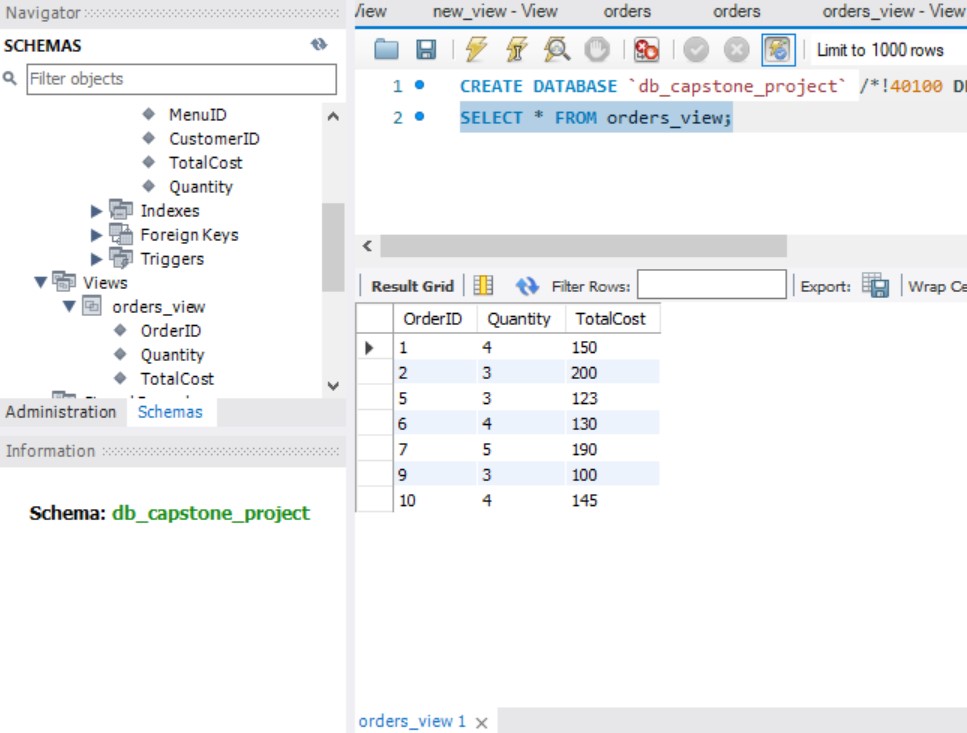 Navigator
SCHEMAS
Filter objects
MenuID
CustomerID
TotalCost
Quantity
Indexes
Foreign Keys
Triggers
Views
orders_view
OrderID
Quantity
TotalCost
Administration Schemas
Information
Schema: db_capstone_project
View new_view - View orders orders orders_view - View
Limit to 1000 rows
1 CREATE DATABASE `db_capstone_project` /*!40100 DE
2 SELECT * FROM orders_view;
Result Grid Filter Rows: Export: Wrap Ce
OrderID Quantity TotalCost
1 4 150
2 3 200
5 3 123
6 4 130
7 5 190
9 3 100
10 4 145
orders_view 1